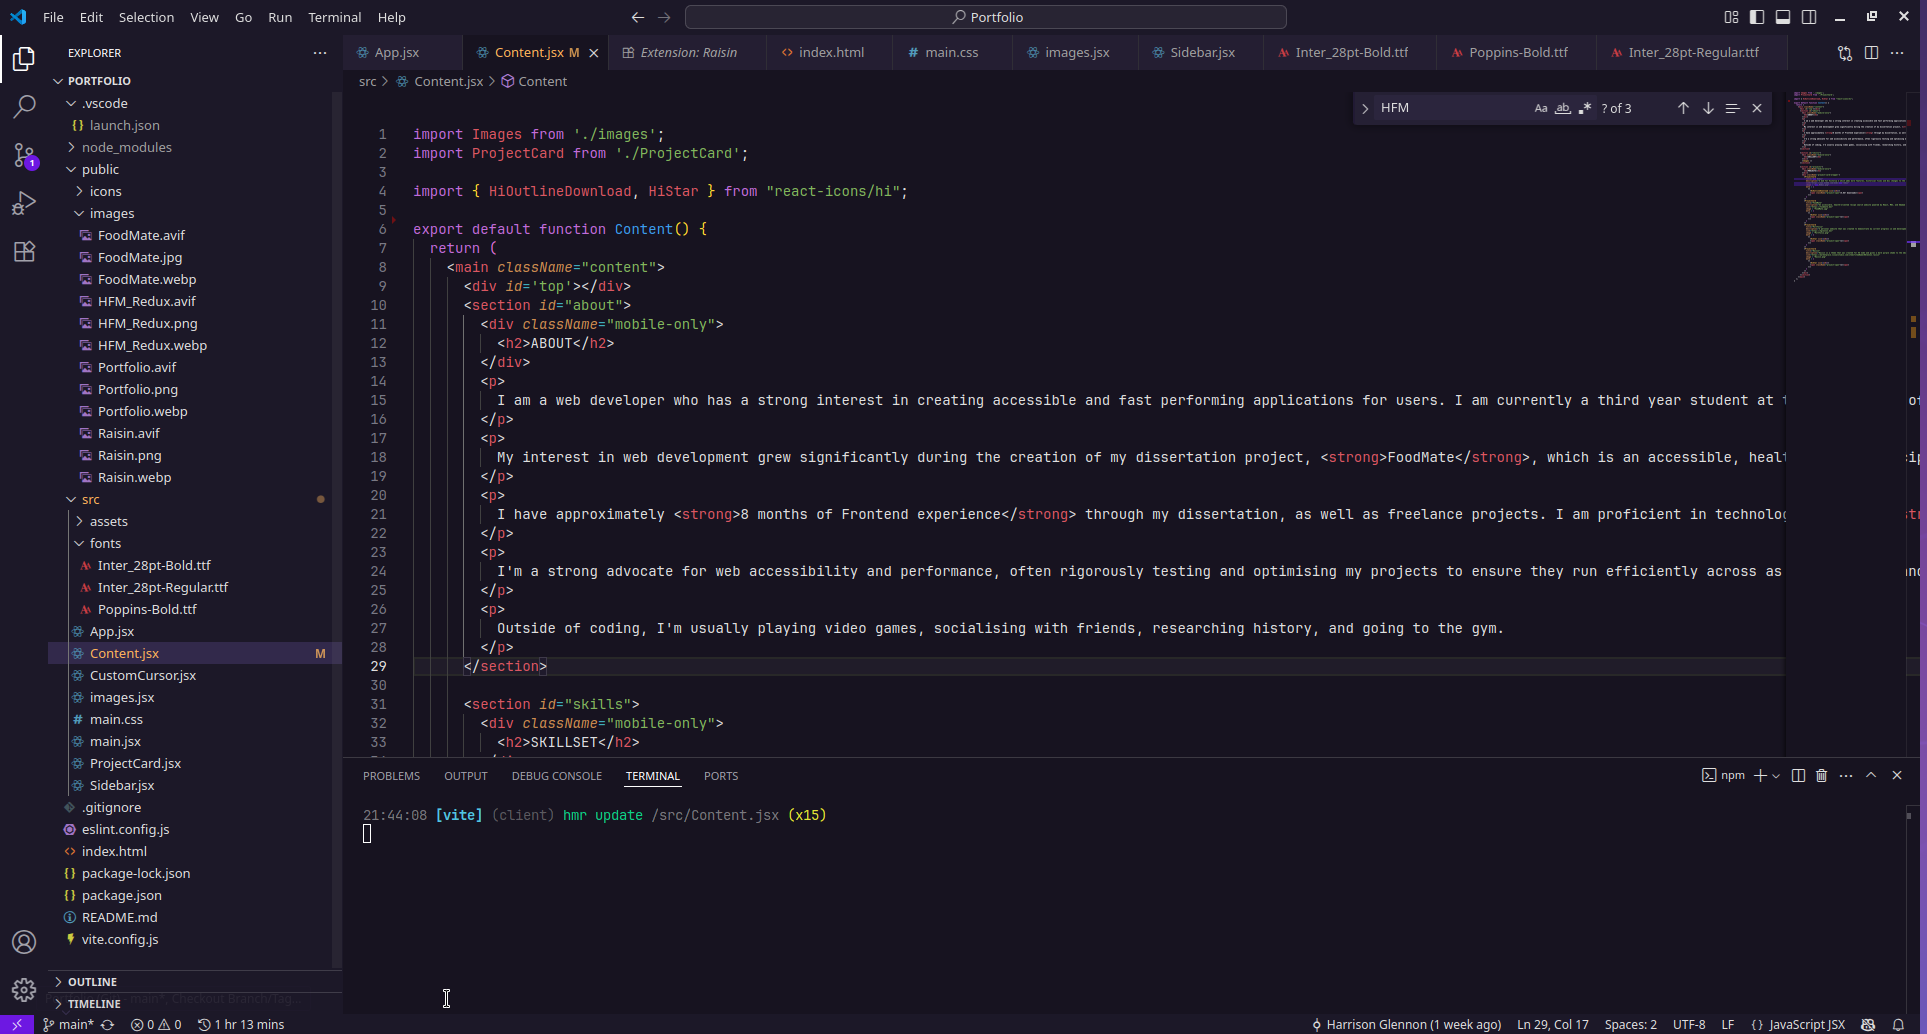 File Edit Selection View Go Run Terminal Help
Portfolio
EXPLORER
PORTFOLIO
.vscode
launch.json
node_modules
public
icons
images
FoodMate.avif
FoodMate.jpg
FoodMate.webp
HFM_Redux.avif
HFM_Redux.png
HFM_Redux.webp
Portfolio.avif
Portfolio.png
Portfolio.webp
Raisin.avif
Raisin.png
Raisin.webp
src
assets
fonts
Inter_28pt-Bold.ttf
Inter_28pt-Regular.ttf
Poppins-Bold.ttf
App.jsx
Content.jsx M
CustomCursor.jsx
images.jsx
main.css
main.jsx
ProjectCard.jsx
Sidebar.jsx
.gitignore
eslint.config.js
index.html
package-lock.json
package.json
README.md
vite.config.js
OUTLINE
TIMELINE
App.jsx Content.jsx M Extension: Raisin index.html main.css images.jsx Sidebar.jsx Inter_28pt-Bold.ttf Poppins-Bold.ttf Inter_28pt-Regular.ttf
src > Content.jsx > Content
HFM Aa ab .* ? of 3
1 import Images from './images';
2 import ProjectCard from './ProjectCard';
3
4 import { HiOutlineDownload, HiStar } from "react-icons/hi";
5
6 export default function Content() {
7 return (
8 <main className="content">
9 <div id='top'></div>
10 <section id="about">
11 <div className="mobile-only">
12 <h2>ABOUT</h2>
13 </div>
14 <p>
15 I am a web developer who has a strong interest in creating accessible and fast performing applications for users. I am currently a third year student at
16 </p>
17 <p>
18 My interest in web development grew significantly during the creation of my dissertation project, <strong>FoodMate</strong>, which is an accessible,
19 </p>
20 <p>
21 I have approximately <strong>8 months of Frontend experience</strong> through my dissertation, as well as freelance projects. I am proficient in
22 </p>
23 <p>
24 I'm a strong advocate for web accessibility and performance, often rigorously testing and optimising my projects to ensure they run efficiently across as
25 </p>
26 <p>
27 Outside of coding, I'm usually playing video games, socialising with friends, researching history, and going to the gym.
28 </p>
29 </section>
30
31 <section id="skills">
32 <div className="mobile-only">
33 <h2>SKILLSET</h2>
PROBLEMS OUTPUT DEBUG CONSOLE TERMINAL PORTS
npm
21:44:08 [vite] (client) hmr update /src/Content.jsx (x15)
main* 0 0 1 hr 13 mins
Harrison Glennon (1 week ago) Ln 29, Col 17 Spaces: 2 UTF-8 LF {} JavaScript JSX
1